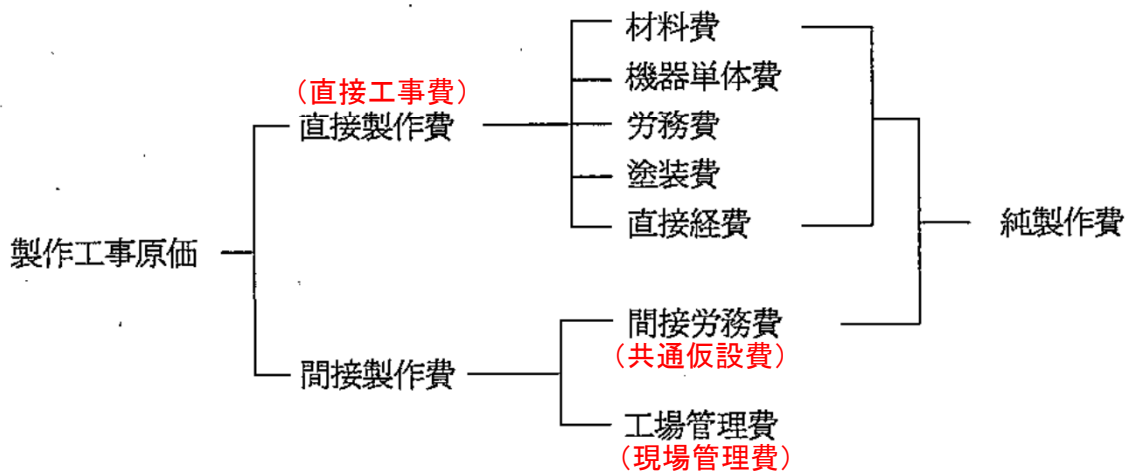 材料費
機器単体費
（直接工事費）
直接製作費
労務費
塗装費
直接経費
純製作費
製作工事原価
間接労務費
（共通仮設費）
間接製作費
工場管理費
（現場管理費）